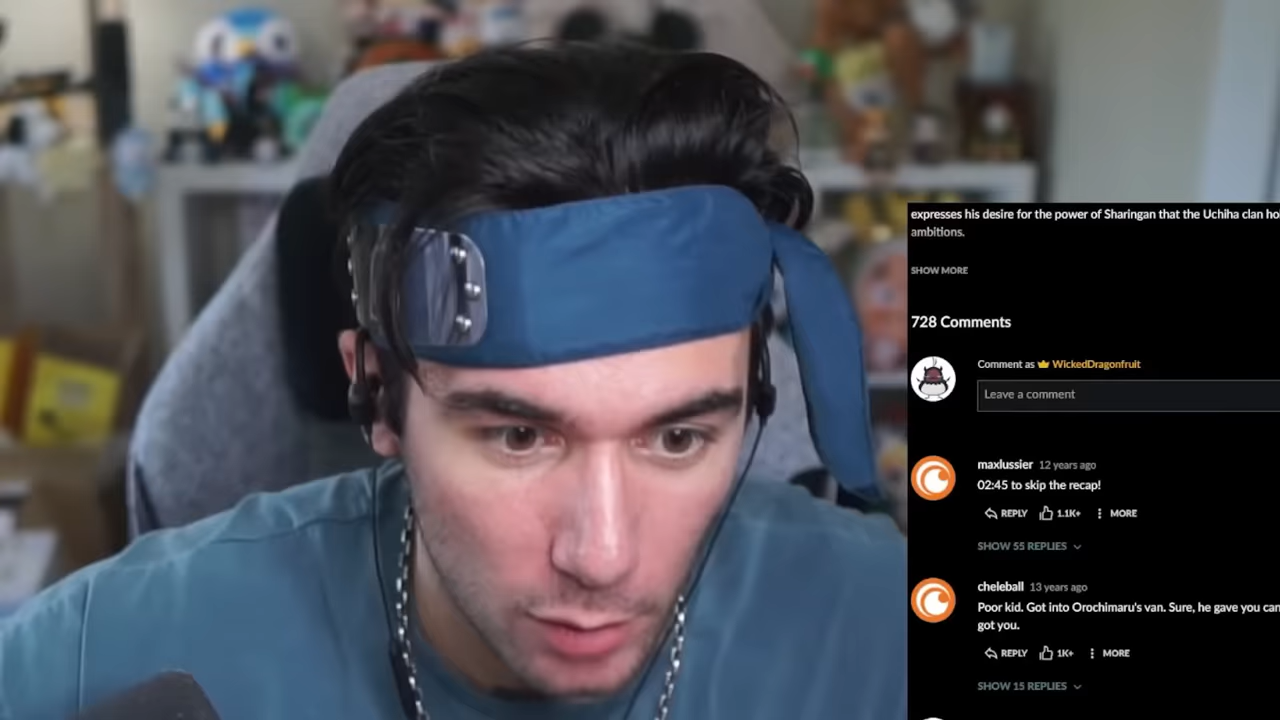 expresses his desire for the power of Sharingan that the Uchiha clan ho
ambitions.
SHOW MORE
728 Comments
Comment as WickedDragonfruit
Leave a comment
maxlussier 12 years ago
02:45 to skip the recap!
REPLY 1.1K+ MORE
SHOW 55 REPLIES
cheleball 13 years ago
Poor kid. Got into Orochimaru's van. Sure, he gave you can
got you.
REPLY 1K+ MORE
SHOW 15 REPLIES